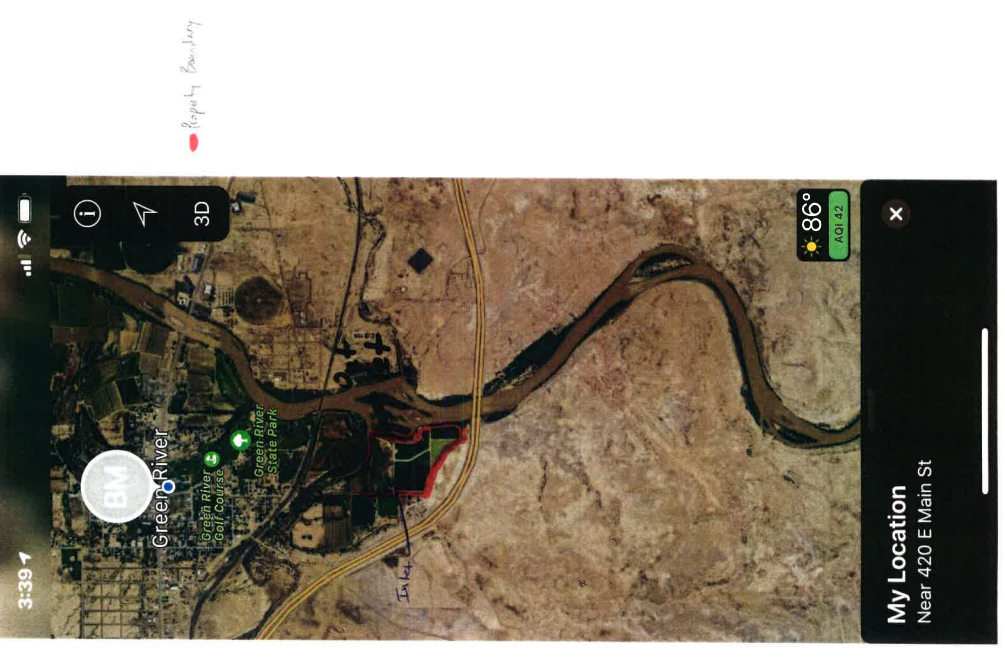 Property Boundary
3:39
BM
3D
Green River
Green River
Golf Course
Green River
State Park
Inlet
86°
AQI 42
My Location
Near 420 E Main St